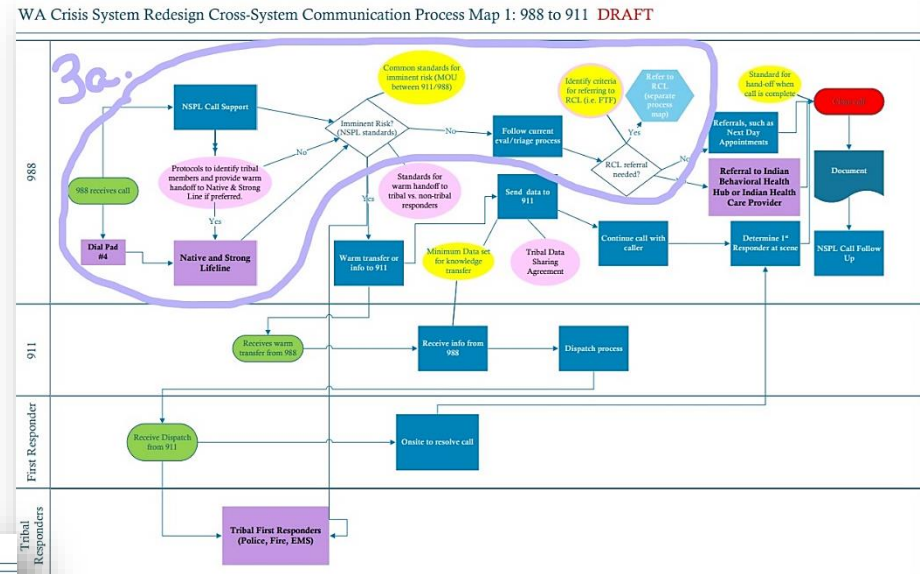 WA Crisis System Redesign Cross-System Communication Process Map 1: 988 to 911 DRAFT
3a.
988
988 receives call
Dial Pad
#4
NSPL Call Support
Protocols to identify tribal
members and provide warm
handoff to Native & Strong
Line if preferred.
Yes
Native and Strong
Lifeline
No
Imminent Risk?
(NSPL standards)
Common standards for
imminent risk (MOU
between 911/988)
Standards for
warm handoff to
tribal vs. non-tribal
responders
No
Yes
Follow current
eval/triage process
Identify criteria
for referring to
RCL (i.e. FTF)
Refer to
RCL
(separate
process
map)
Yes
RCL referral
needed?
No
Standard for
hand-off when
call is complete
Referrals, such as
Next Day
Appointments
Referral to Indian
Behavioral Health
Hub or Indian Health
Care Provider
Document
NSPL Call Follow
Up
Warm transfer or
info to 911
Minimum Data set
for knowledge
transfer
Send data to
911
Tribal Data
Sharing
Agreement
Continue call with
caller
Determine 1st
Responder at scene
911
Receives warm
transfer from 988
Receive info from
988
Dispatch process
First Responder
Receive Dispatch
from 911
Onsite to resolve call
Tribal
Responders
Tribal First Responders
(Police, Fire, EMS)